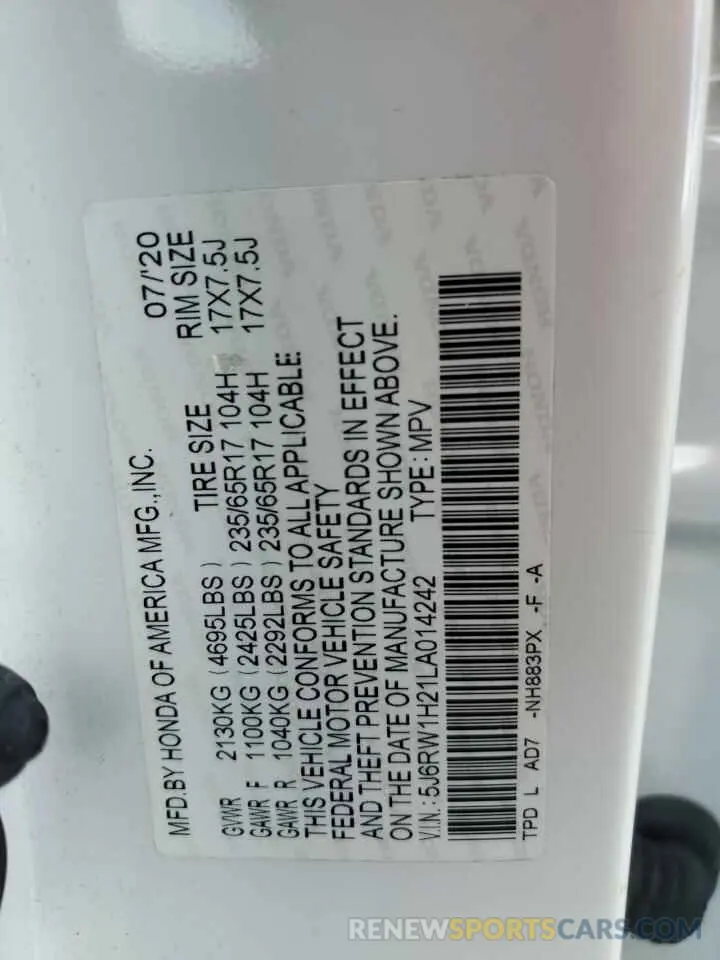 MFD.BY HONDA OF AMERICA MFG.,INC. 07/'20
TIRE SIZE RIM SIZE
GVWR 2130KG (4695LBS)
GAWR F 1100KG (2425LBS) 235/65R17 104H 17X7.5J
GAWR R 1040KG (2292LBS) 235/65R17 104H 17X7.5J
THIS VEHICLE CONFORMS TO ALL APPLICABLE
FEDERAL MOTOR VEHICLE SAFETY
AND THEFT PREVENTION STANDARDS IN EFFECT
ON THE DATE OF MANUFACTURE SHOWN ABOVE.
V.I.N.: 5J6RW1H21LA014242 TYPE: MPV
TPD L AD7 -NH883PX -F -A
HONDA
RENEWSPORTSCARS.COM